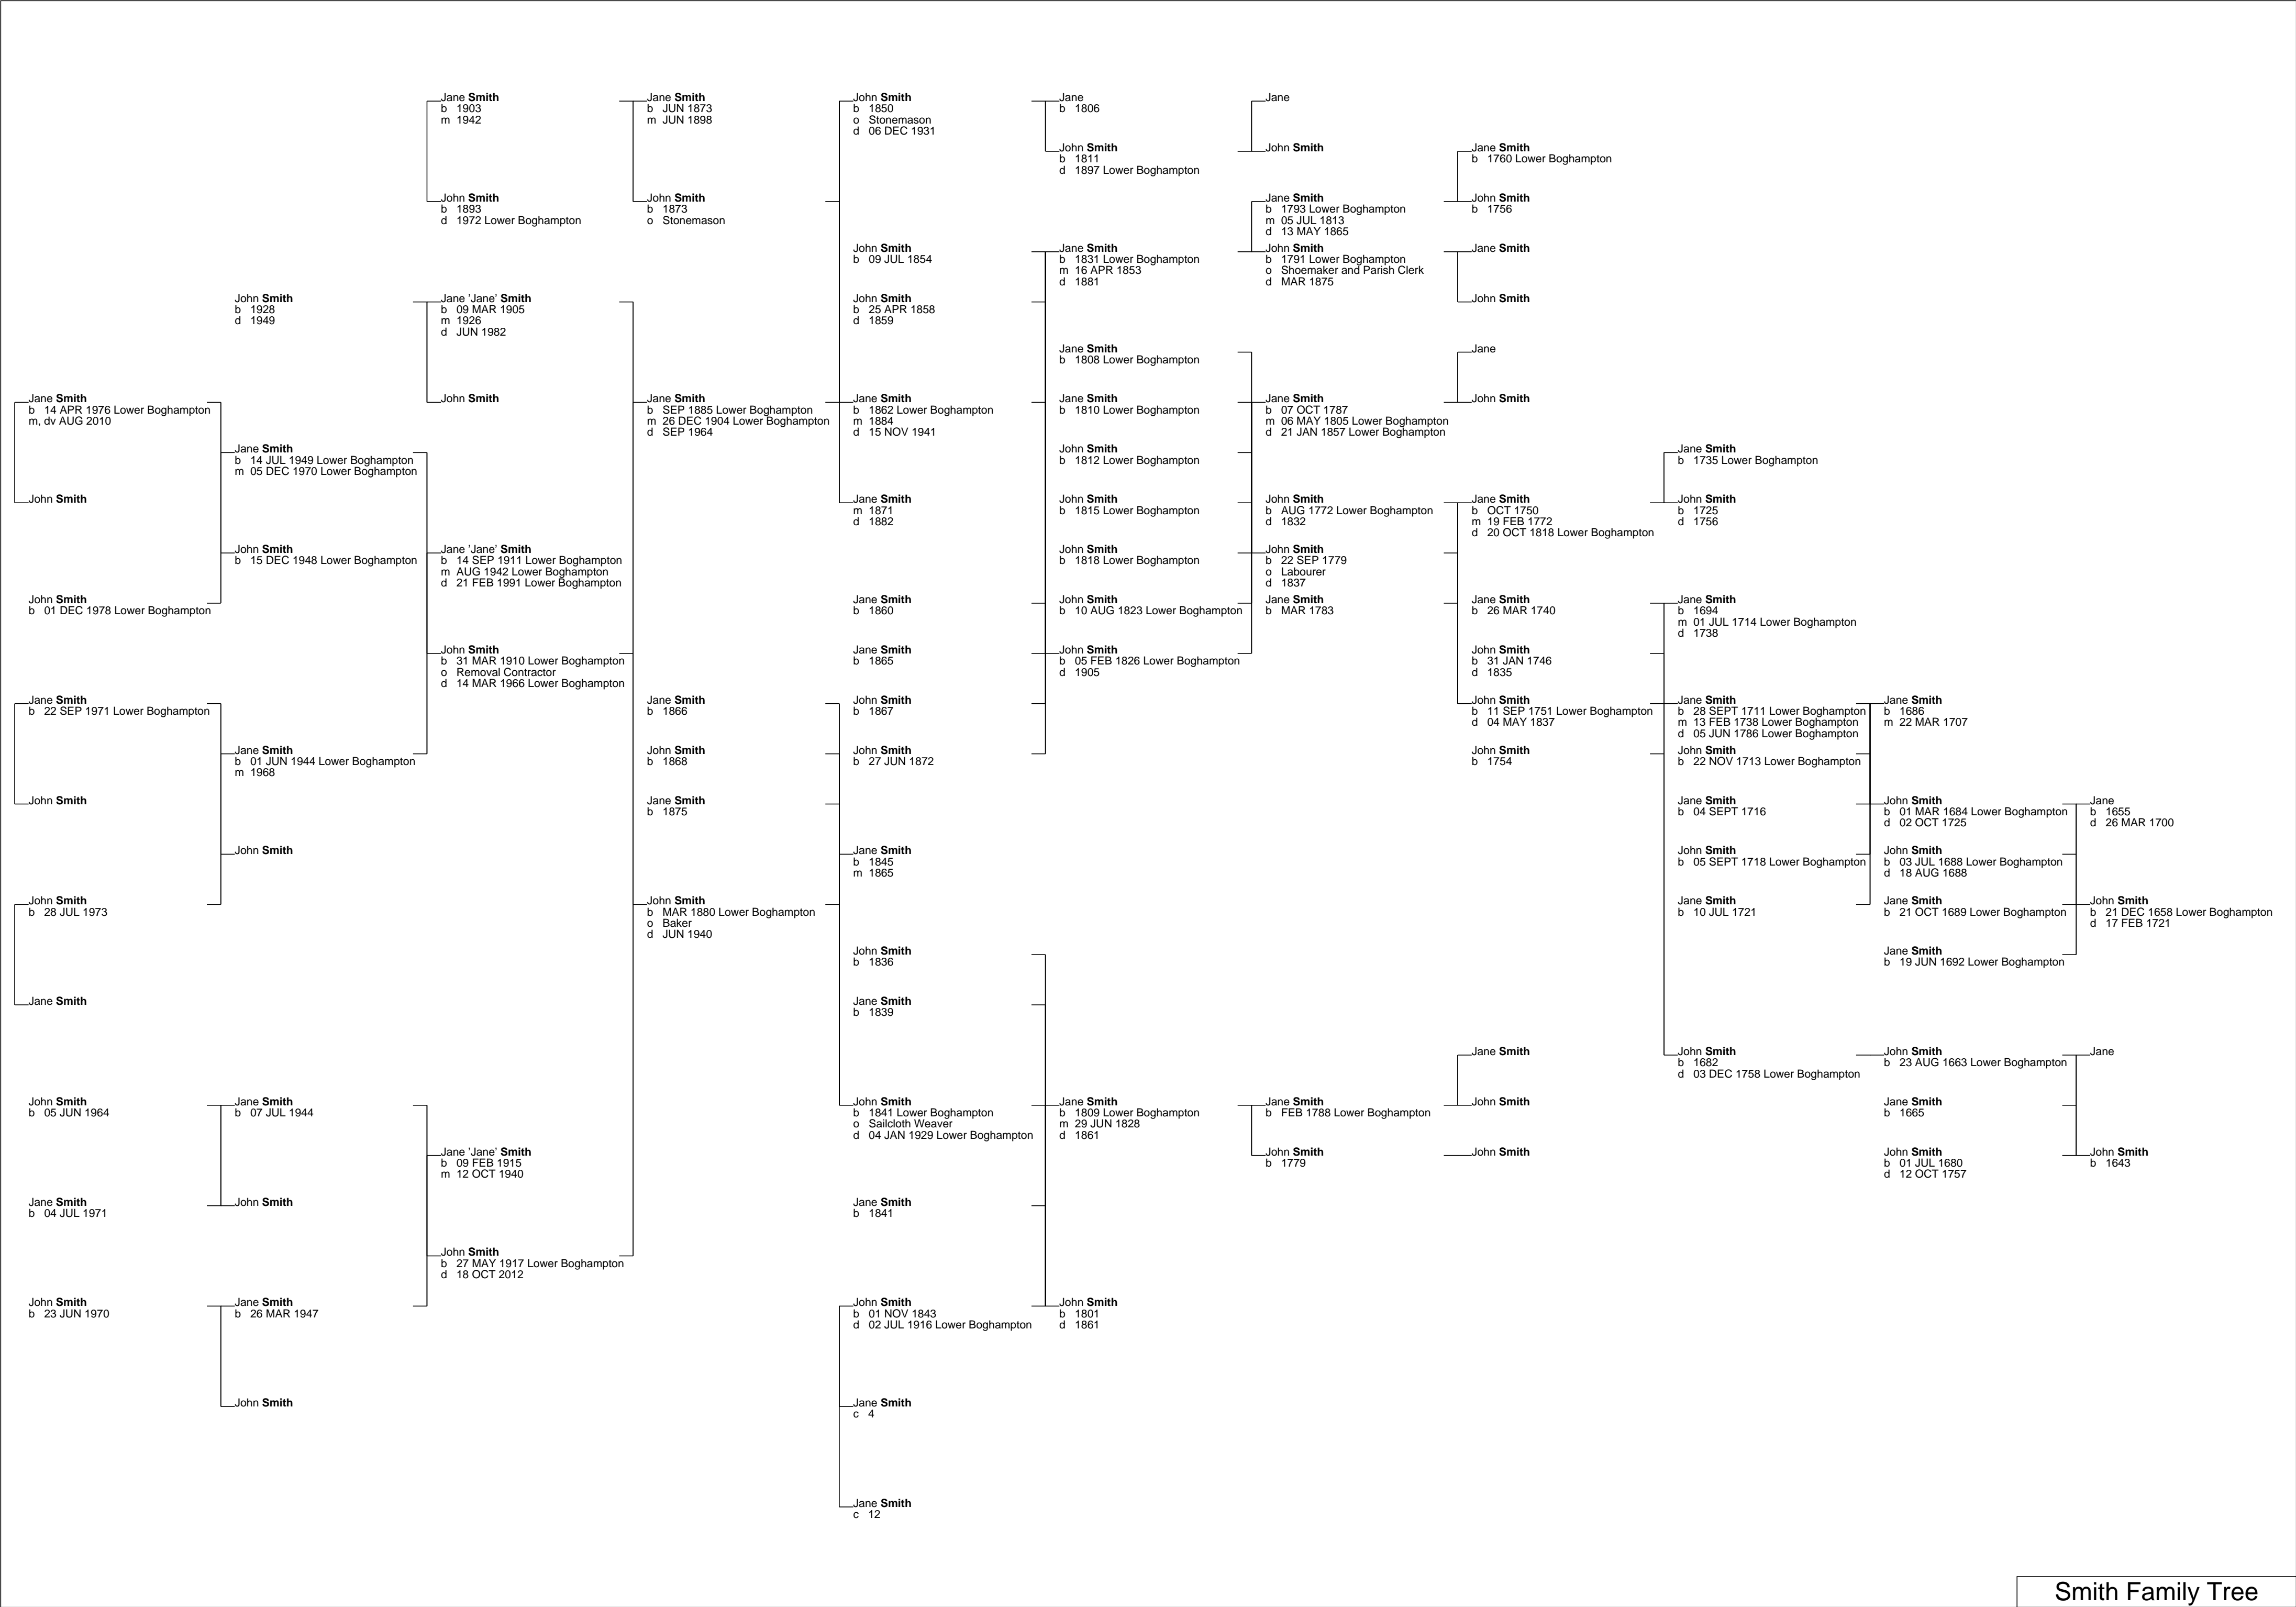 Jane Smith
b 14 APR 1976 Lower Boghampton
m, dv AUG 2010
John Smith
John Smith
b 01 DEC 1978 Lower Boghampton
Jane Smith
b 22 SEP 1971 Lower Boghampton
John Smith
John Smith
b 28 JUL 1973
Jane Smith
John Smith
b 05 JUN 1964
Jane Smith
b 04 JUL 1971
John Smith
b 23 JUN 1970
John Smith
b 1928
d 1949
Jane Smith
b 14 JUL 1949 Lower Boghampton
m 05 DEC 1970 Lower Boghampton
John Smith
b 15 DEC 1948 Lower Boghampton
Jane Smith
b 01 JUN 1944 Lower Boghampton
m 1968
John Smith
Jane Smith
b 07 JUL 1944
John Smith
Jane Smith
b 26 MAR 1947
John Smith
Jane Smith
b 1903
m 1942
John Smith
b 1893
d 1972 Lower Boghampton
Jane 'Jane' Smith
b 09 MAR 1905
m 1926
d JUN 1982
John Smith
Jane 'Jane' Smith
b 14 SEP 1911 Lower Boghampton
m AUG 1942 Lower Boghampton
d 21 FEB 1991 Lower Boghampton
John Smith
b 31 MAR 1910 Lower Boghampton
o Removal Contractor
d 14 MAR 1966 Lower Boghampton
Jane 'Jane' Smith
b 09 FEB 1915
m 12 OCT 1940
John Smith
b 27 MAY 1917 Lower Boghampton
d 18 OCT 2012
Jane Smith
b JUN 1873
m JUN 1898
John Smith
b 1873
o Stonemason
Jane Smith
b SEP 1885 Lower Boghampton
m 26 DEC 1904 Lower Boghampton
d SEP 1964
Jane Smith
b 1866
John Smith
b 1868
Jane Smith
b 1875
John Smith
b MAR 1880 Lower Boghampton
o Baker
d JUN 1940
John Smith
b 1850
o Stonemason
d 06 DEC 1931
John Smith
b 09 JUL 1854
John Smith
b 25 APR 1858
d 1859
Jane Smith
b 1862 Lower Boghampton
m 1884
d 15 NOV 1941
Jane Smith
m 1871
d 1882
Jane Smith
b 1860
Jane Smith
b 1865
John Smith
b 1867
John Smith
b 27 JUN 1872
Jane Smith
b 1845
m 1865
John Smith
b 1836
Jane Smith
b 1839
John Smith
b 1841 Lower Boghampton
o Sailcloth Weaver
d 04 JAN 1929 Lower Boghampton
Jane Smith
b 1841
John Smith
b 01 NOV 1843
d 02 JUL 1916 Lower Boghampton
Jane Smith
c 4
Jane Smith
c 12
Jane
b 1806
John Smith
b 1811
d 1897 Lower Boghampton
Jane Smith
b 1831 Lower Boghampton
m 16 APR 1853
d 1881
Jane Smith
b 1808 Lower Boghampton
Jane Smith
b 1810 Lower Boghampton
John Smith
b 1812 Lower Boghampton
John Smith
b 1815 Lower Boghampton
John Smith
b 1818 Lower Boghampton
John Smith
b 10 AUG 1823 Lower Boghampton
John Smith
b 05 FEB 1826 Lower Boghampton
d 1905
Jane Smith
b 1809 Lower Boghampton
m 29 JUN 1828
d 1861
John Smith
b 1801
d 1861
Jane
John Smith
Jane Smith
b 1793 Lower Boghampton
m 05 JUL 1813
d 13 MAY 1865
John Smith
b 1791 Lower Boghampton
o Shoemaker and Parish Clerk
d MAR 1875
Jane Smith
b 07 OCT 1787
m 06 MAY 1805 Lower Boghampton
d 21 JAN 1857 Lower Boghampton
John Smith
b AUG 1772 Lower Boghampton
d 1832
John Smith
b 22 SEP 1779
o Labourer
d 1837
Jane Smith
b MAR 1783
Jane Smith
b FEB 1788 Lower Boghampton
John Smith
b 1779
Jane Smith
b 1760 Lower Boghampton
John Smith
b 1756
Jane Smith
John Smith
Jane
John Smith
Jane Smith
b OCT 1750
m 19 FEB 1772
d 20 OCT 1818 Lower Boghampton
Jane Smith
b 26 MAR 1740
John Smith
b 31 JAN 1746
d 1835
John Smith
b 11 SEP 1751 Lower Boghampton
d 04 MAY 1837
John Smith
b 1754
Jane Smith
John Smith
John Smith
Jane Smith
b 1735 Lower Boghampton
John Smith
b 1725
d 1756
Jane Smith
b 1694
m 01 JUL 1714 Lower Boghampton
d 1738
Jane Smith
b 28 SEPT 1711 Lower Boghampton
m 13 FEB 1738 Lower Boghampton
d 05 JUN 1786 Lower Boghampton
John Smith
b 22 NOV 1713 Lower Boghampton
Jane Smith
b 04 SEPT 1716
John Smith
b 05 SEPT 1718 Lower Boghampton
Jane Smith
b 10 JUL 1721
John Smith
b 1682
d 03 DEC 1758 Lower Boghampton
Jane Smith
b 1686
m 22 MAR 1707
John Smith
b 01 MAR 1684 Lower Boghampton
d 02 OCT 1725
John Smith
b 03 JUL 1688 Lower Boghampton
d 18 AUG 1688
Jane Smith
b 21 OCT 1689 Lower Boghampton
Jane Smith
b 19 JUN 1692 Lower Boghampton
John Smith
b 23 AUG 1663 Lower Boghampton
Jane Smith
b 1665
John Smith
b 01 JUL 1680
d 12 OCT 1757
Jane
b 1655
d 26 MAR 1700
John Smith
b 21 DEC 1658 Lower Boghampton
d 17 FEB 1721
Jane
John Smith
b 1643
Smith Family Tree